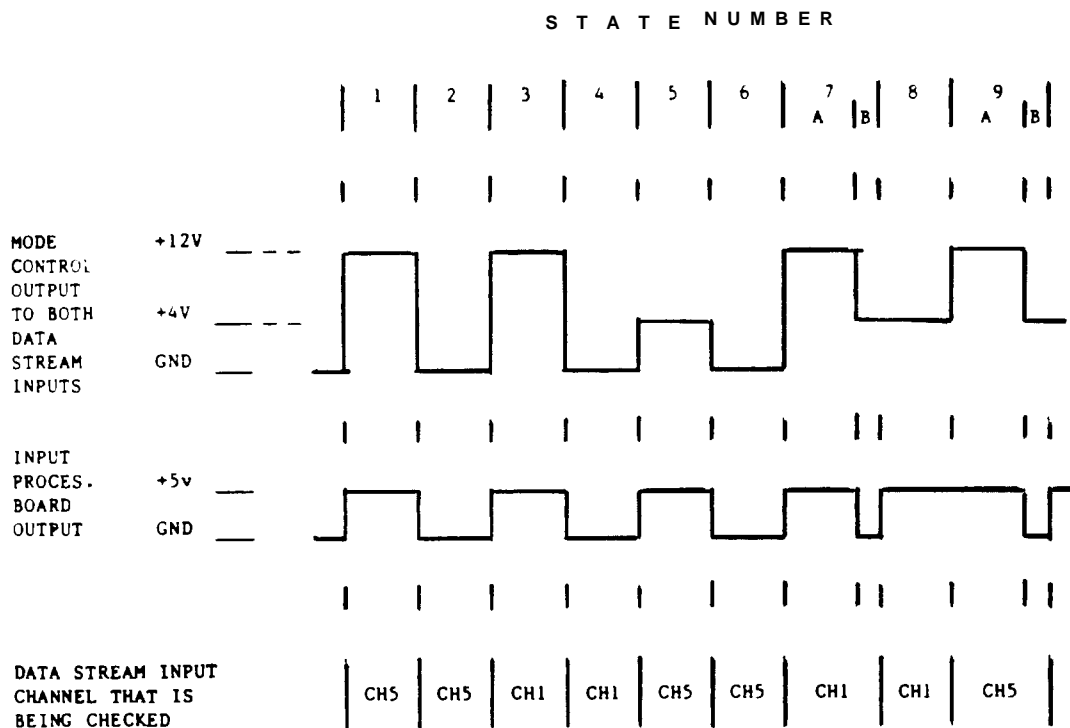 STATE NUMBER
1 2 3 4 5 6 7 8 9
A B A B
MODE +12V
CONTROL
OUTPUT
TO BOTH +4V
DATA
STREAM GND
INPUTS
INPUT
PROCES. +5v
BOARD
OUTPUT GND
DATA STREAM INPUT
CHANNEL THAT IS
BEING CHECKED
CH5 CH5 CH1 CH1 CH5 CH5 CH1 CH1 CH5